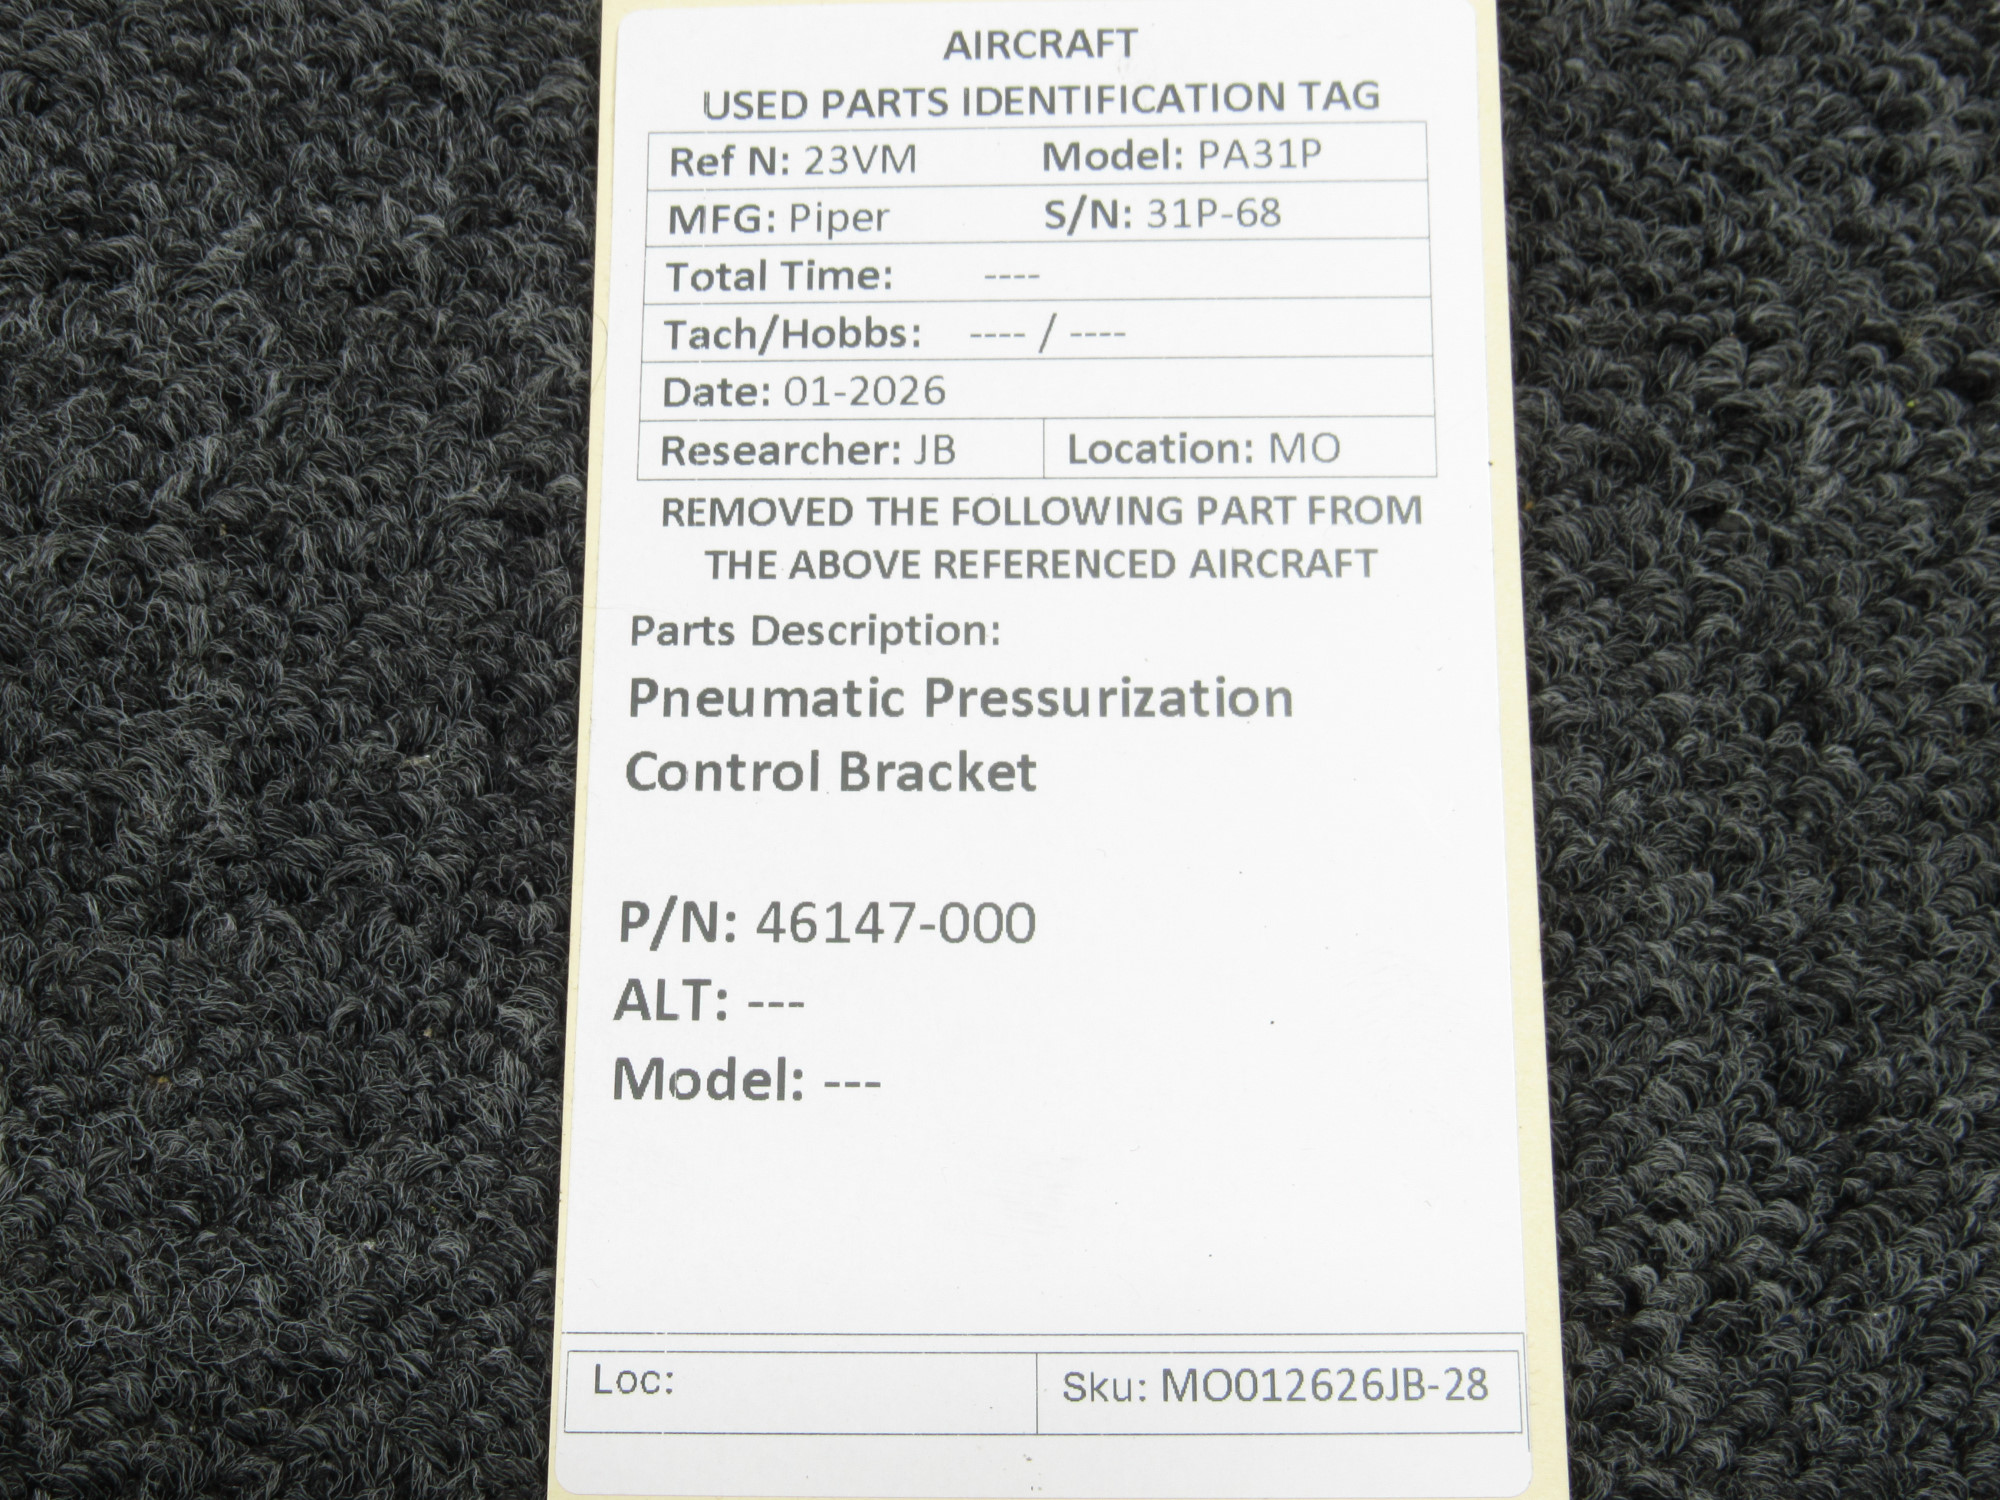 AIRCRAFT
USED PARTS IDENTIFICATION TAG
Ref N: 23VM Model: PA31P
MFG: Piper S/N: 31P-68
Total Time: ----
Tach/Hobbs: ---- / ----
Date: 01-2026
Researcher: JB Location: MO
REMOVED THE FOLLOWING PART FROM
THE ABOVE REFERENCED AIRCRAFT
Parts Description:
Pneumatic Pressurization
Control Bracket
P/N: 46147-000
ALT: ---
Model: ---
Loc: Sku: MO012626JB-28